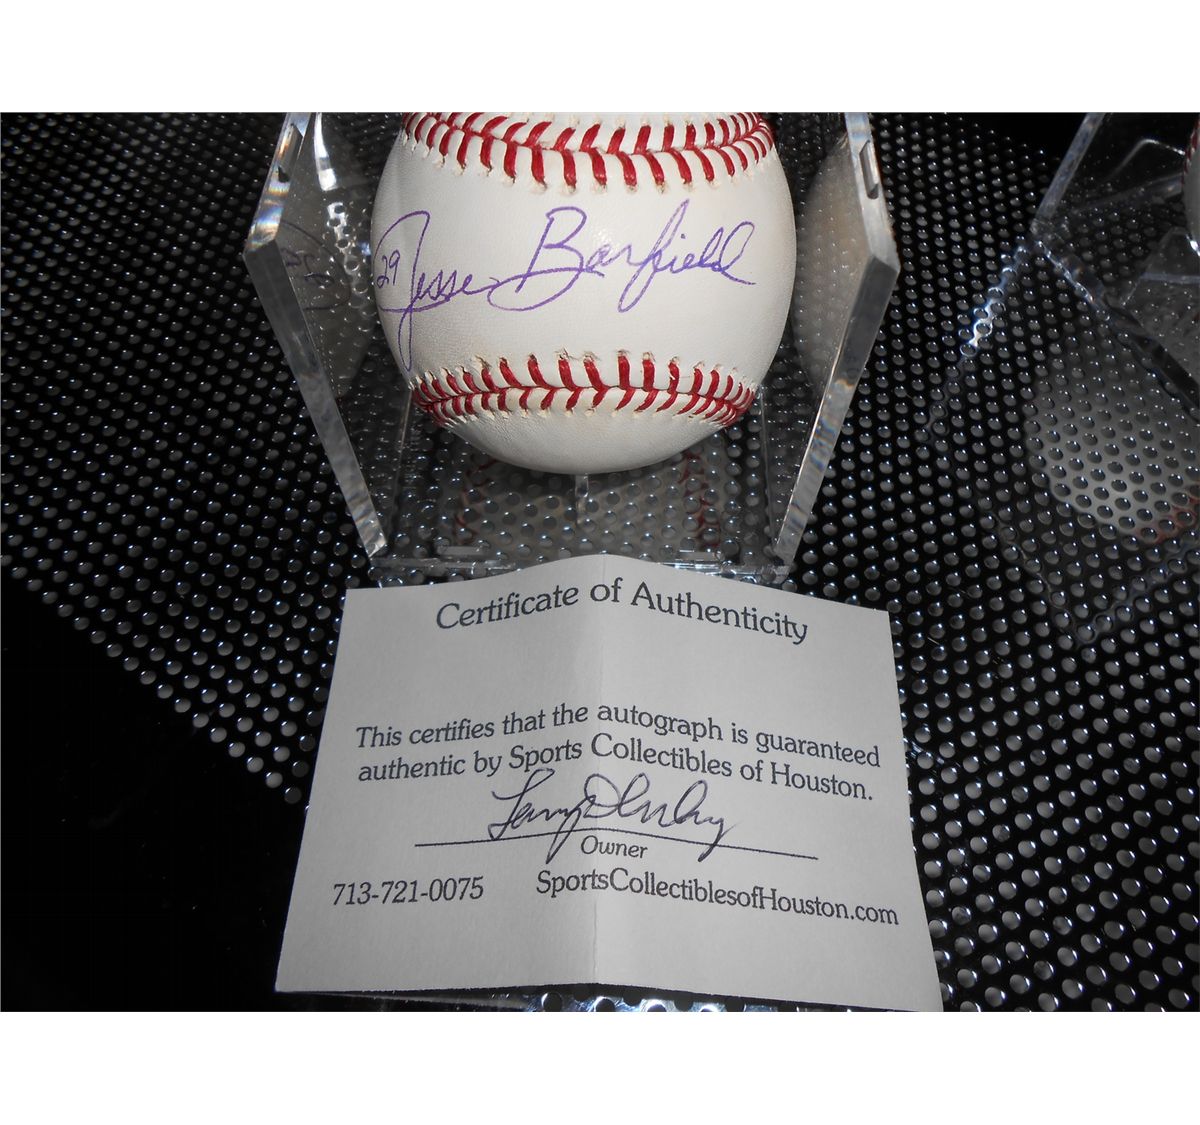 29 Jesse Barfield
Certificate of Authenticity
This certifies that the autograph is guaranteed
authentic by Sports Collectibles of Houston.
Owner
713-721-0075 SportsCollectiblesofHouston.com